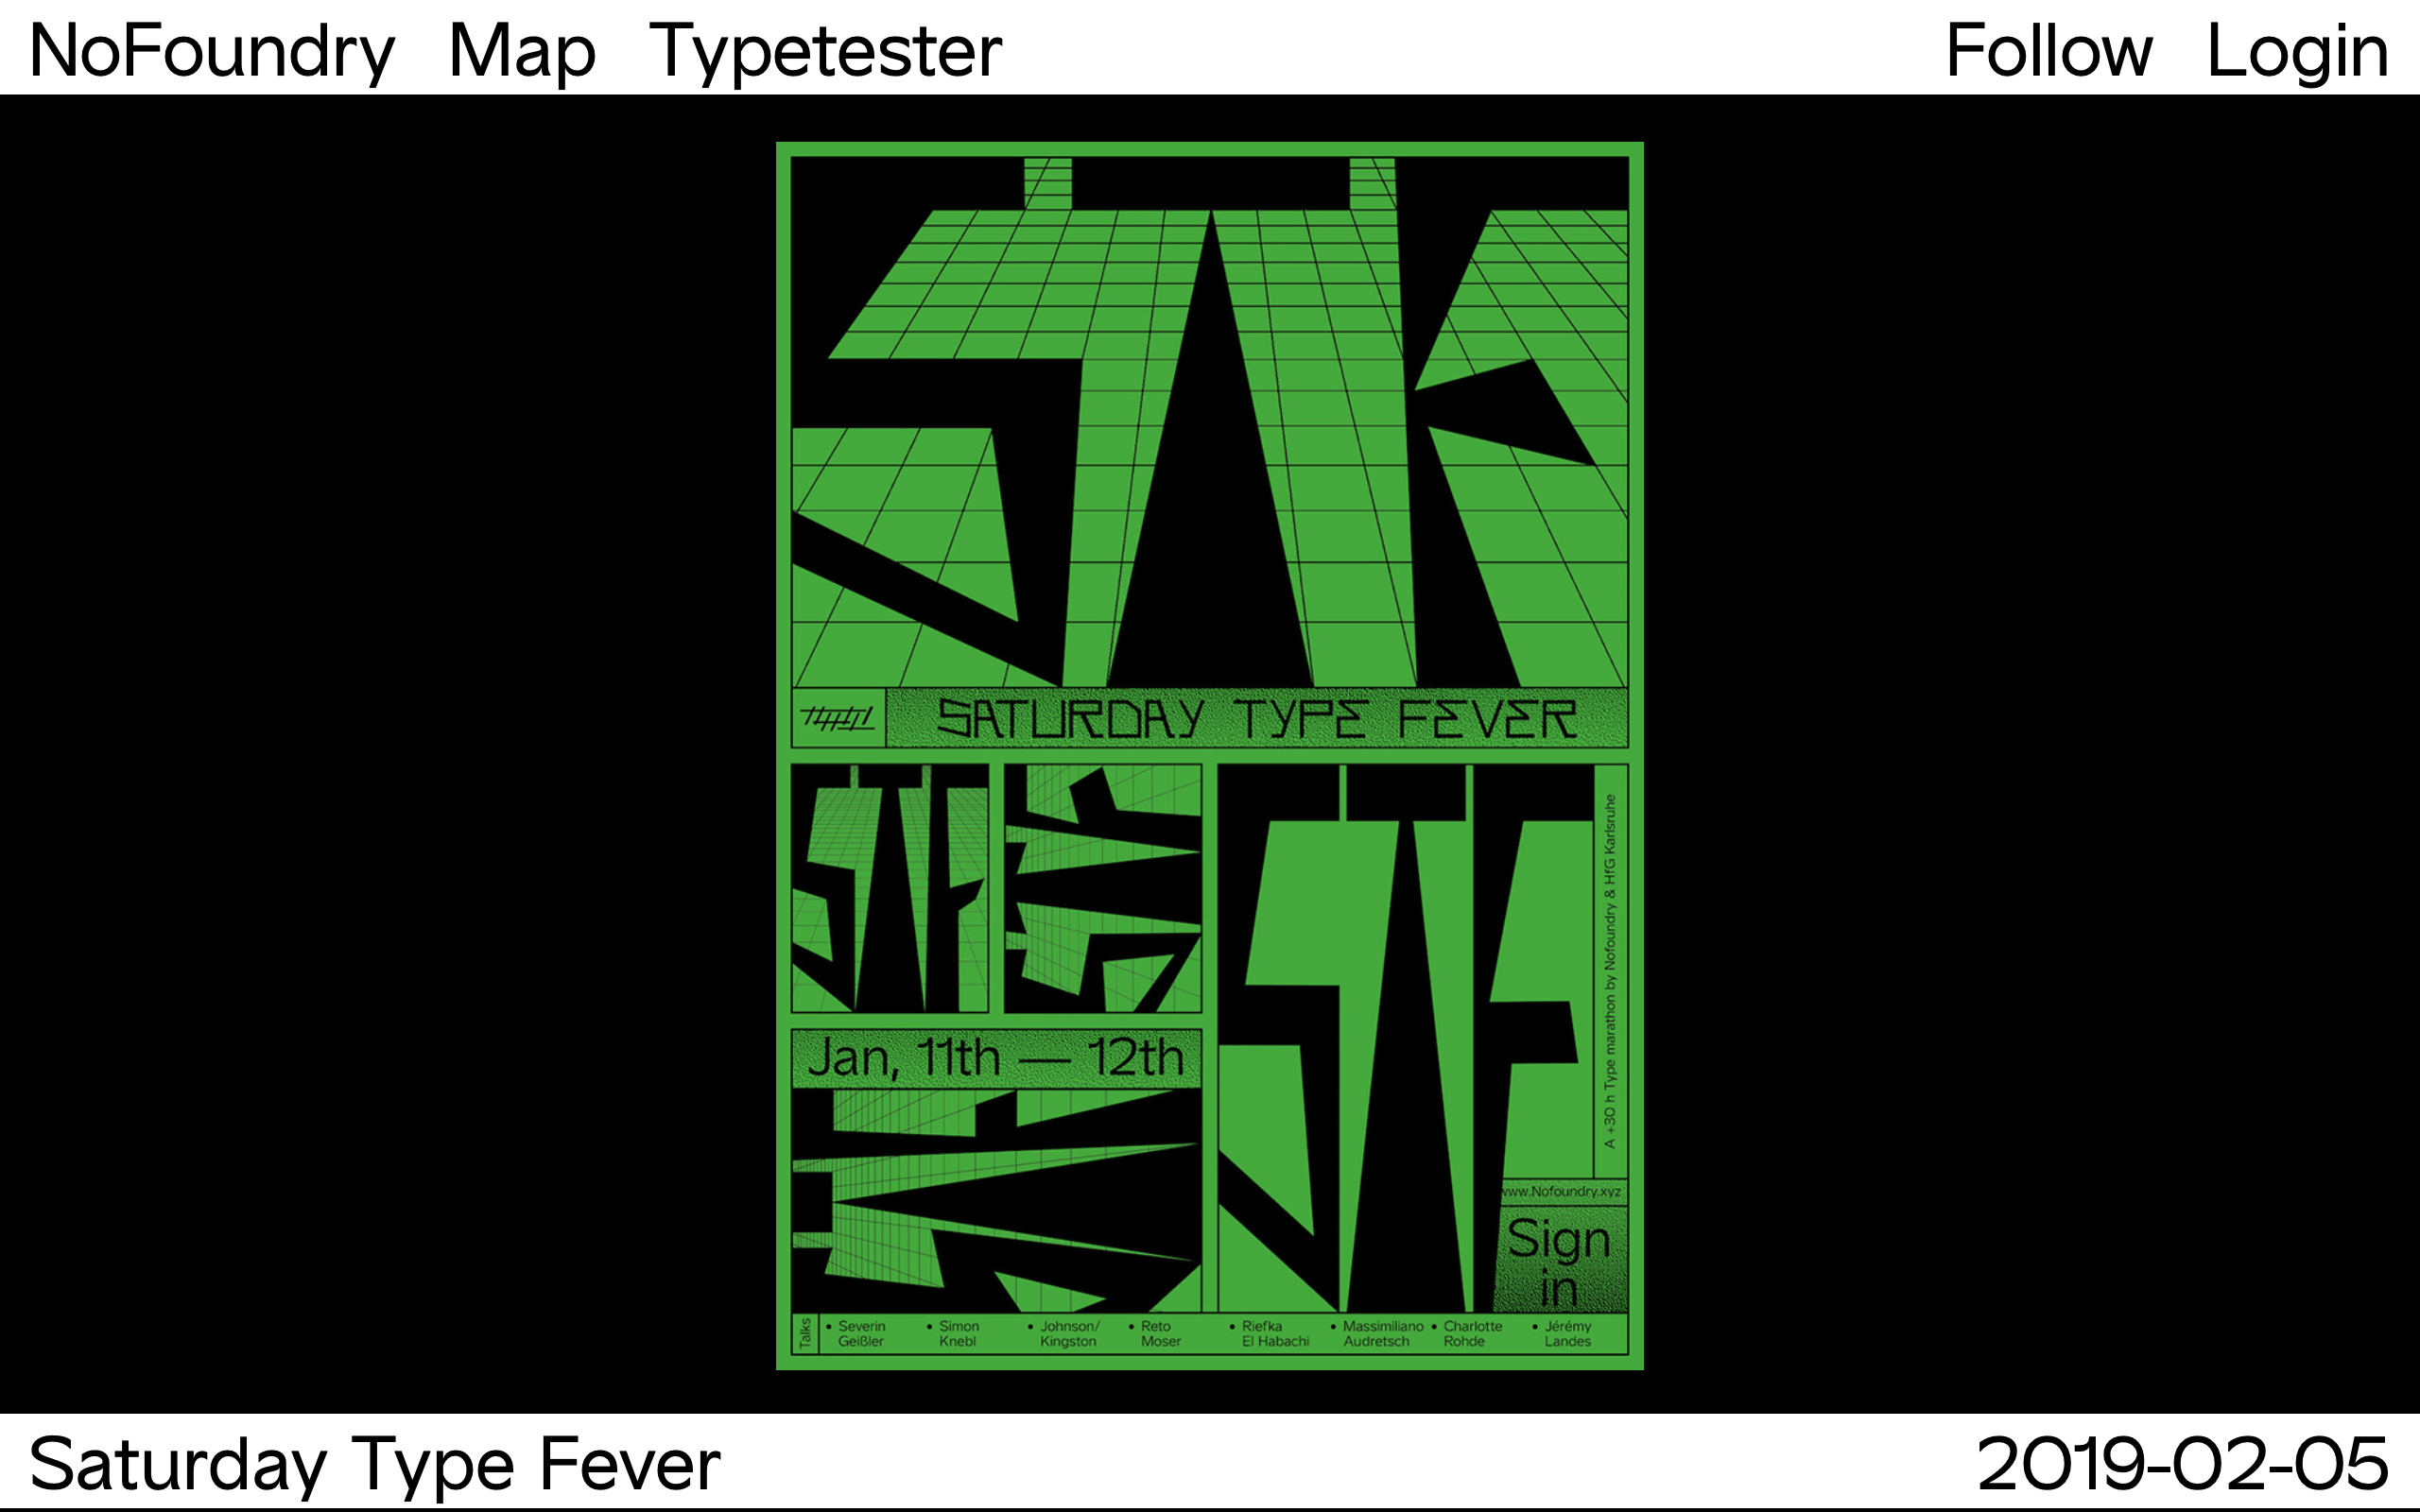 NoFoundry Map Typetester Follow Login
SATURDAY TYPE FEVER
Jan, 11th — 12th
A +30 h Type marathon by Nofoundry & HfG Karlsruhe
www.Nofoundry.xyz
Sign
in
Talks
• Severin
Geißler
• Simon
Knebl
• Johnson/
Kingston
• Reto
Moser
• Riefka
El Habachi
• Massimiliano
Audretsch
• Charlotte
Rohde
• Jérémy
Landes
Saturday Type Fever 2019-02-05